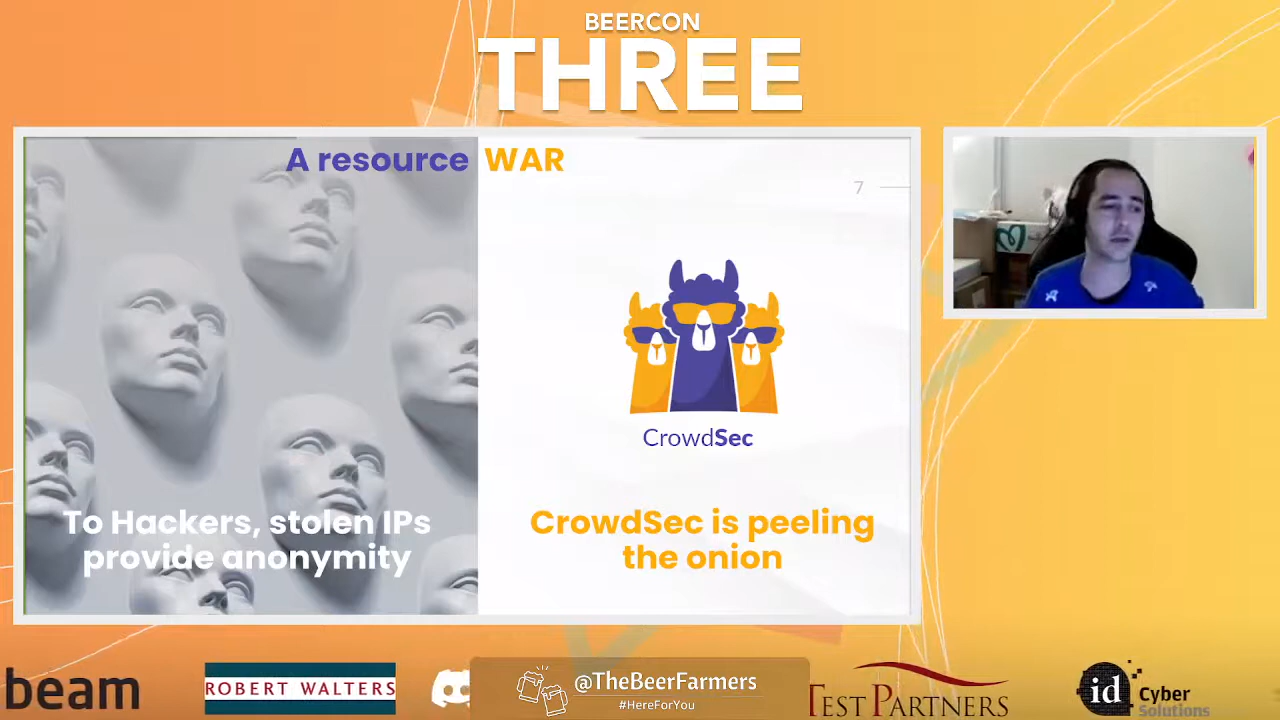 BEERCON
THREE
A resource WAR
7
CrowdSec
To Hackers, stolen IPs
provide anonymity
CrowdSec is peeling
the onion
beam
ROBERT WALTERS
@TheBeerFarmers
#HereForYou
TEST PARTNERS
id Cyber
Solutions